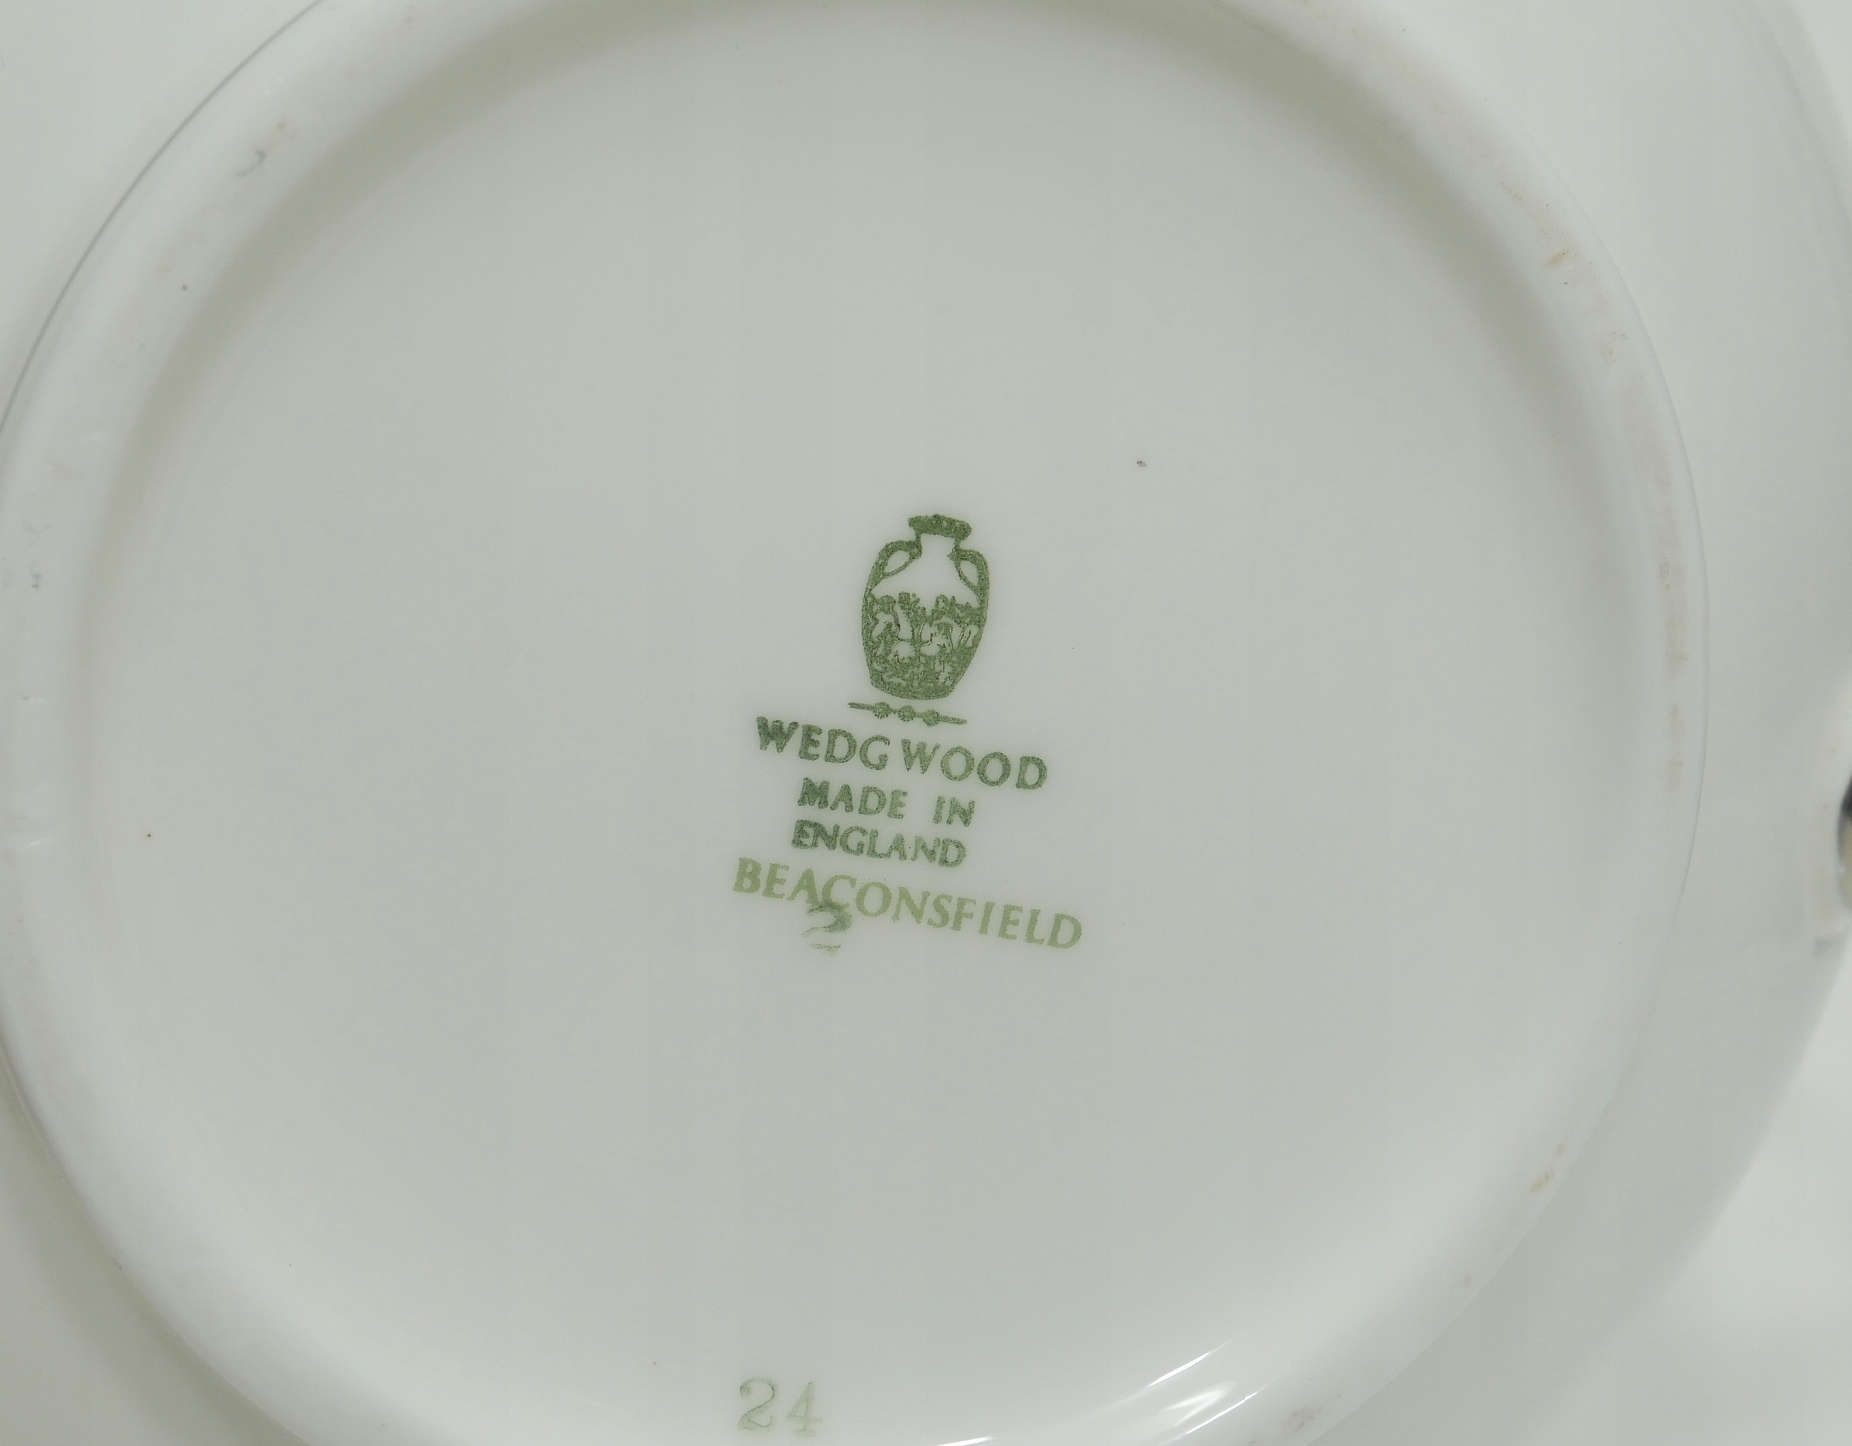 WEDGWOOD
MADE IN
ENGLAND
BEACONSFIELD
2
24